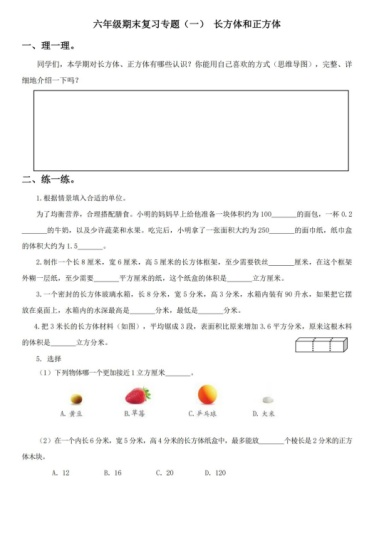 六年级期末复习专题（一） 长方体和正方体
一、理一理。
同学们，本学期对长方体、正方体有哪些认识？你能用自己喜欢的方式（思维导图），完整、详
细地介绍一下吗？
二、练一练。
1.根据情景填入合适的单位。
为了均衡营养，合理搭配膳食。小明的妈妈早上给他准备一块体积约为 100______的面包，一杯 0.2
______的牛奶，以及少许蔬菜和水果。吃完后，小明拿了一张面积大约为 250______的面巾纸，纸巾盒
的体积大约为 1.5______。
2.制作一个长 8 厘米，宽 6 厘米，高 5 厘米的长方体框架，至少需要铁丝______厘米，在这个框架
外糊一层纸，至少需要______平方厘米的纸，这个纸盒的体积是______立方厘米。
3.一个密封的长方体玻璃水箱，长 8 分米，宽 5 分米，高 3 分米，水箱内装有 90 升水，如果把它摆
放在桌面上，水箱内的水深最高是______分米，最低是______分米。
4.把 3 米长的长方体材料（如图），平均锯成 3 段，表面积比原来增加 3.6 平方分米，原来这根木料
的体积是______立方分米。
5. 选择
（1）下列物体哪一个更加接近 1 立方厘米______。
A. 黄豆 B.草莓 C.乒乓球 D.大米
（2）在一个内长 6 分米，宽 5 分米，高 4 分米的长方体纸盒中，最多能放______个棱长是 2 分米的正方
体木块。
A. 12 B. 16 C. 20 D. 120